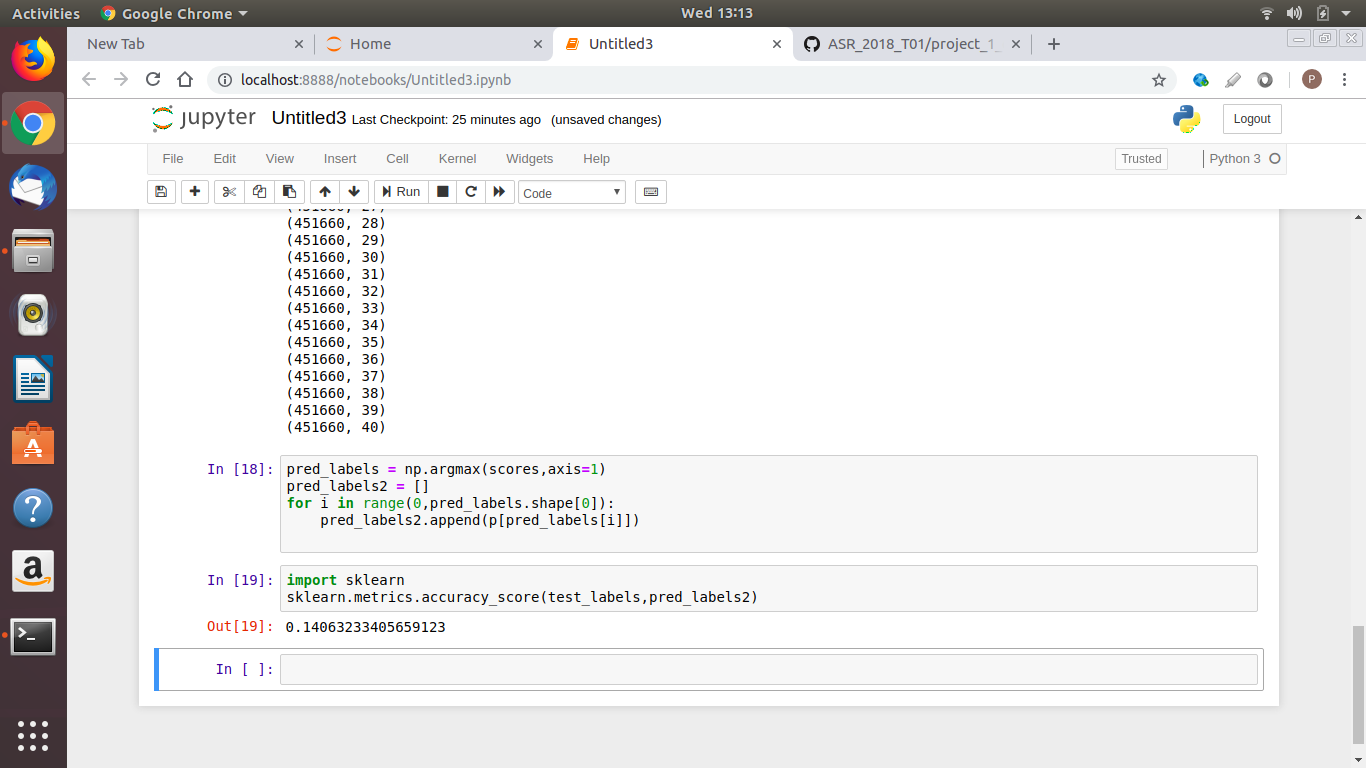 Activities Google Chrome Wed 13:13
New Tab Home Untitled3 ASR_2018_T01/project_1_
localhost:8888/notebooks/Untitled3.ipynb P
jupyter Untitled3 Last Checkpoint: 25 minutes ago (unsaved changes) Logout
File Edit View Insert Cell Kernel Widgets Help Trusted Python 3
Run Code
(451660, 27)
(451660, 28)
(451660, 29)
(451660, 30)
(451660, 31)
(451660, 32)
(451660, 33)
(451660, 34)
(451660, 35)
(451660, 36)
(451660, 37)
(451660, 38)
(451660, 39)
(451660, 40)
In [18]: pred_labels = np.argmax(scores,axis=1)
pred_labels2 = []
for i in range(0,pred_labels.shape[0]):
    pred_labels2.append(p[pred_labels[i]])
In [19]: import sklearn
sklearn.metrics.accuracy_score(test_labels,pred_labels2)
Out[19]: 0.14063233405659123
In [ ]: